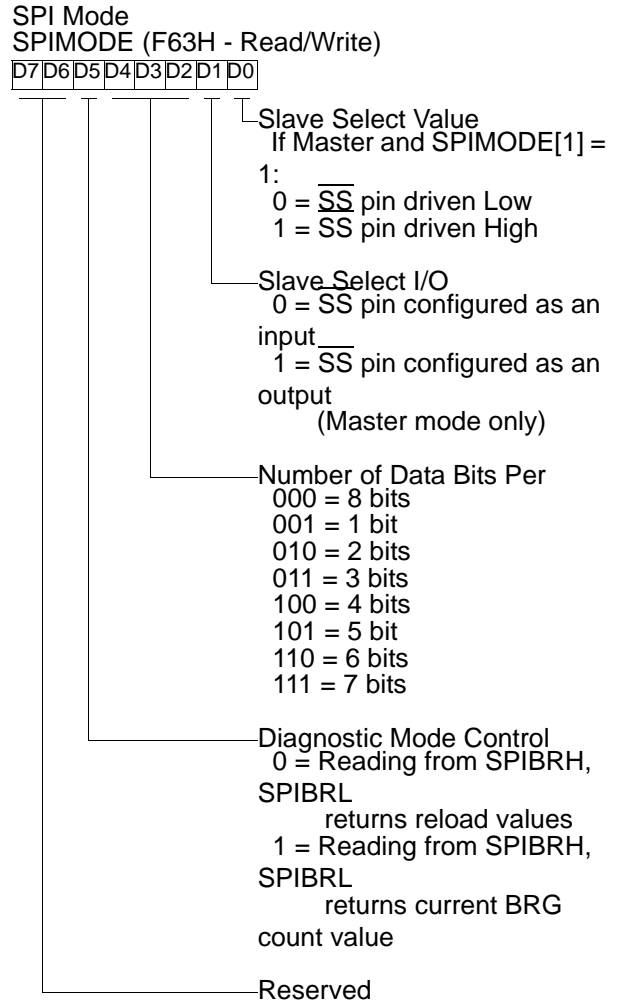 SPI Mode
SPIMODE (F63H - Read/Write)
D7 D6 D5 D4 D3 D2 D1 D0
Slave Select Value
If Master and SPIMODE[1] =
1:
0 = SS pin driven Low
1 = SS pin driven High
Slave Select I/O
0 = SS pin configured as an
input
1 = SS pin configured as an
output
(Master mode only)
Number of Data Bits Per
000 = 8 bits
001 = 1 bit
010 = 2 bits
011 = 3 bits
100 = 4 bits
101 = 5 bit
110 = 6 bits
111 = 7 bits
Diagnostic Mode Control
0 = Reading from SPIBRH,
SPIBRL
returns reload values
1 = Reading from SPIBRH,
SPIBRL
returns current BRG
count value
Reserved